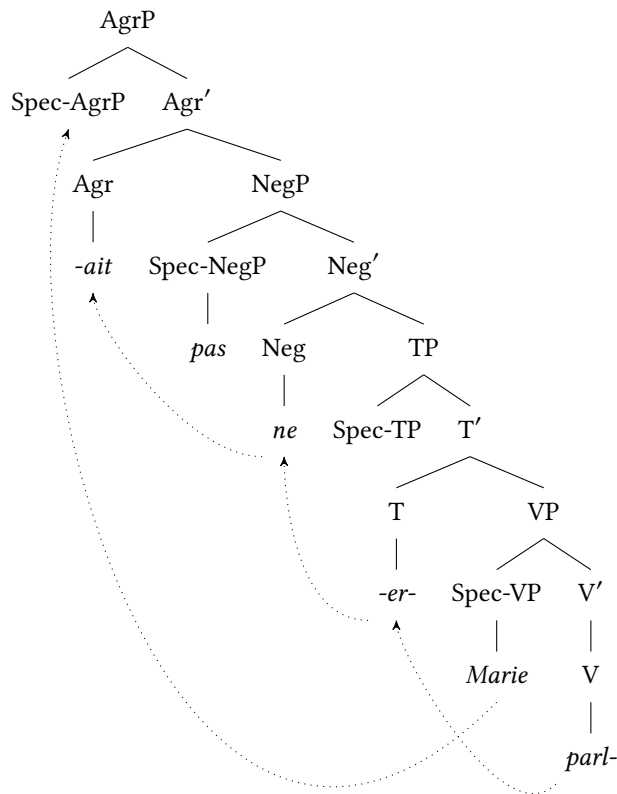 AgrP
Spec-AgrP Agr′
Agr NegP
-ait Spec-NegP Neg′
pas Neg TP
ne Spec-TP T′
T VP
-er- Spec-VP V′
Marie V
parl-